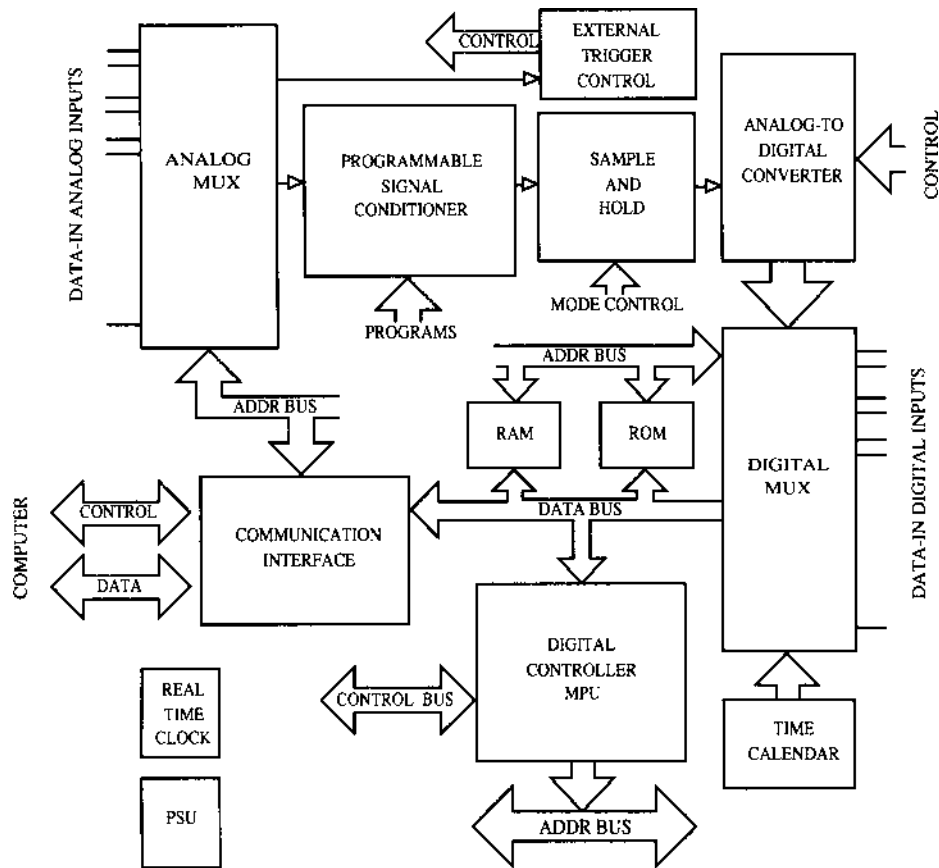 EXTERNAL
TRIGGER
CONTROL
CONTROL
DATA-IN ANALOG INPUTS
ANALOG
MUX
PROGRAMMABLE
SIGNAL
CONDITIONER
SAMPLE
AND
HOLD
ANALOG-TO
DIGITAL
CONVERTER
CONTROL
PROGRAMS
MODE CONTROL
ADDR BUS
ADDR BUS
RAM
ROM
DIGITAL
MUX
DATA-IN DIGITAL INPUTS
DATA BUS
COMPUTER
CONTROL
DATA
COMMUNICATION
INTERFACE
DIGITAL
CONTROLLER
MPU
CONTROL BUS
REAL
TIME
CLOCK
TIME
CALENDAR
PSU
ADDR BUS